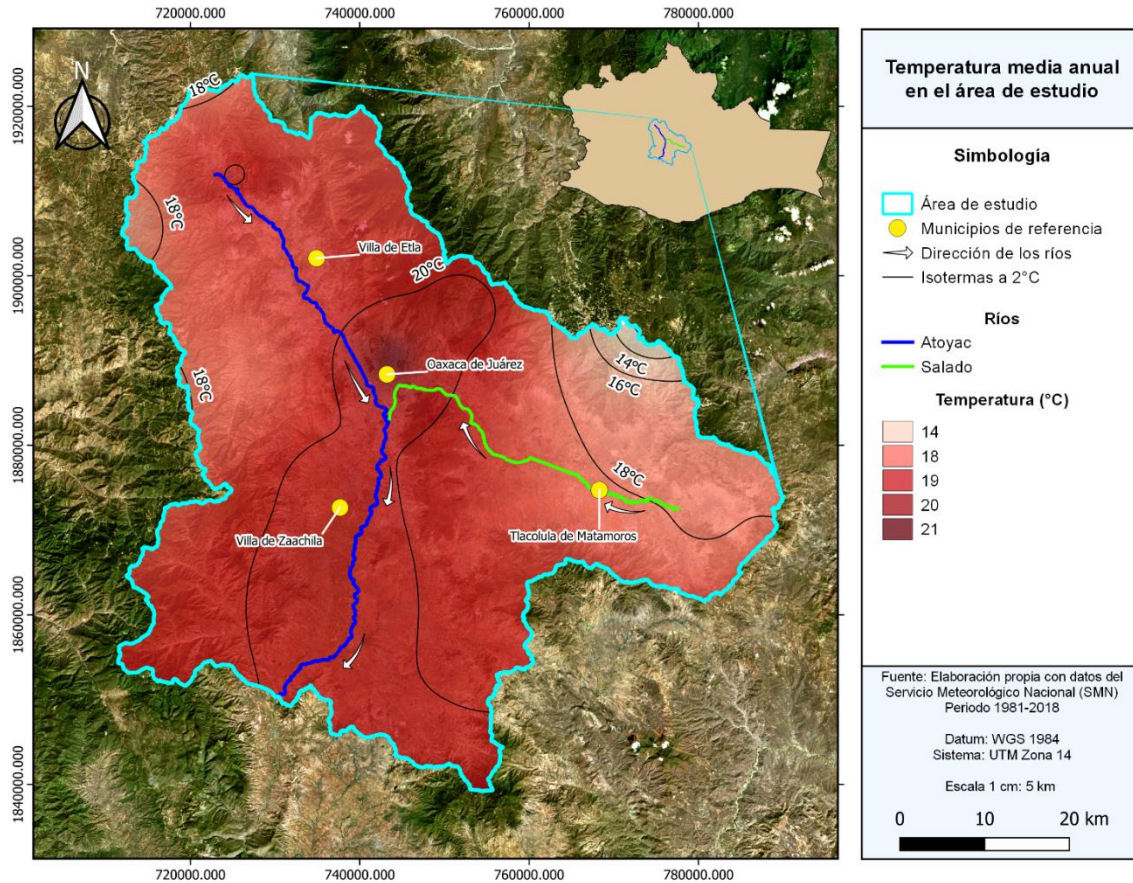 720000.000 740000.000 760000.000 780000.000
1920000.000
1900000.000
1880000.000
1860000.000
1840000.000
N
18°C
18°C
Villa de Etla
20°C
Oaxaca de Juárez
14°C
16°C
18°C
18°C
Villa de Zaachila
Tlacolula de Matamoros
720000.000 740000.000 760000.000 780000.000
Temperatura media anual
en el área de estudio
Simbología
Área de estudio
Municipios de referencia
Dirección de los ríos
Isotermas a 2°C
Ríos
Atoyac
Salado
Temperatura (°C)
14
18
19
20
21
Fuente: Elaboración propia con datos del
Servicio Meteorológico Nacional (SMN)
Periodo 1981-2018
Datum: WGS 1984
Sistema: UTM Zona 14
Escala 1 cm: 5 km
0 10 20 km